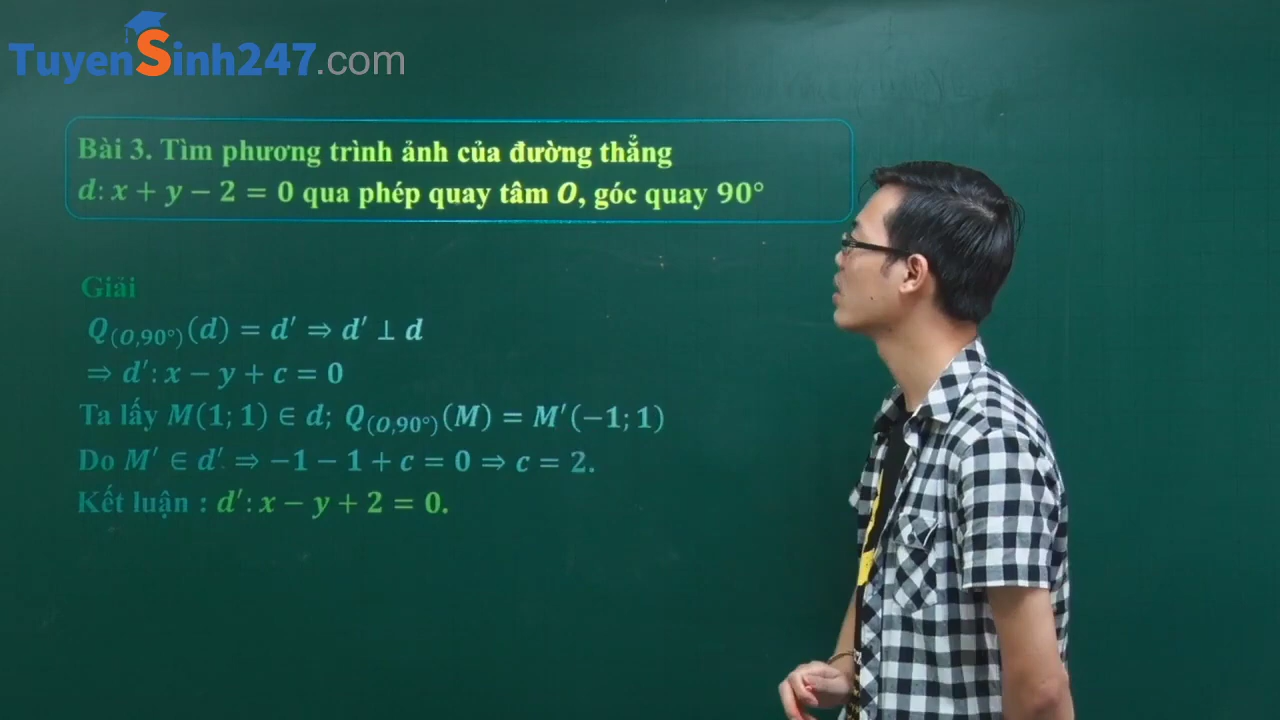 TuyenSinh247.com
Bài 3. Tìm phương trình ảnh của đường thẳng
d: x + y − 2 = 0 qua phép quay tâm O, góc quay 90°
Giải
Q(O,90°)(d) = d′ ⇒ d′ ⊥ d
⇒ d′: x − y + c = 0
Ta lấy M(1; 1) ∈ d; Q(O,90°)(M) = M′(−1; 1)
Do M′ ∈ d′ ⇒ −1 − 1 + c = 0 ⇒ c = 2.
Kết luận : d′: x − y + 2 = 0.